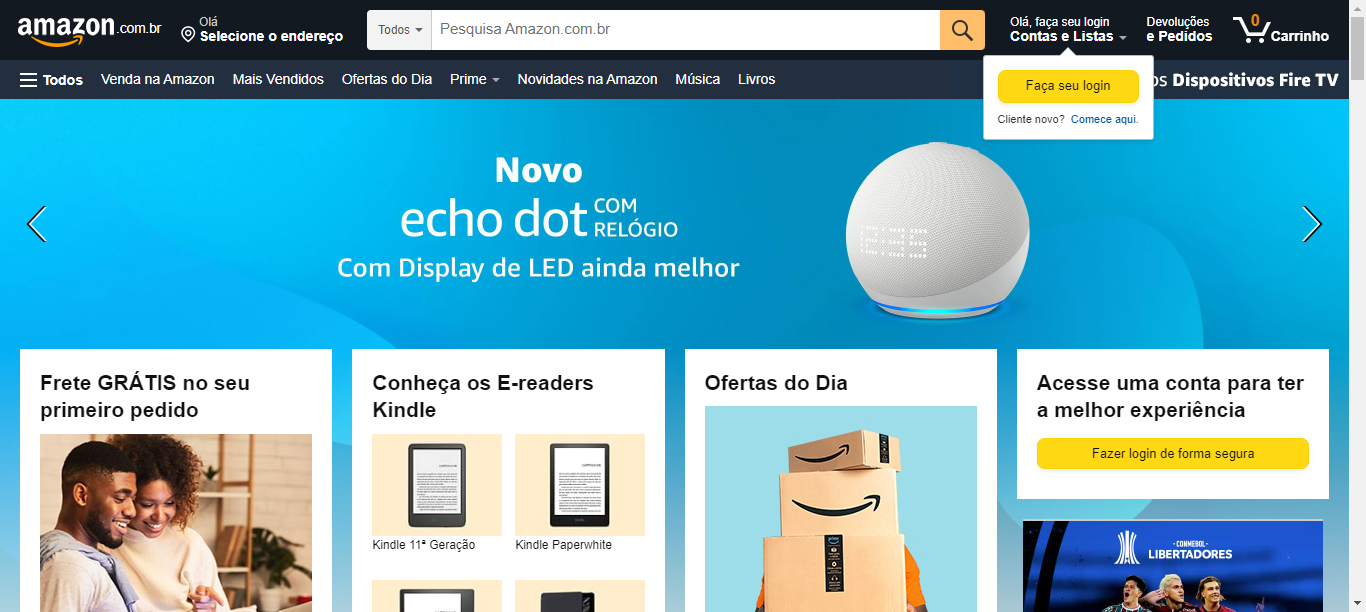 amazon.com.br
Olá
Selecione o endereço
Todos
Pesquisa Amazon.com.br
Olá, faça seu login
Contas e Listas
Devoluções
e Pedidos
0
Carrinho
Todos
Venda na Amazon
Mais Vendidos
Ofertas do Dia
Prime
Novidades na Amazon
Música
Livros
os Dispositivos Fire TV
Faça seu login
Cliente novo? Comece aqui.
Novo
echo dot COM
RELÓGIO
Com Display de LED ainda melhor
Frete GRÁTIS no seu
primeiro pedido
Conheça os E-readers
Kindle
Kindle 11ª Geração
Kindle Paperwhite
Ofertas do Dia
prime
Acesse uma conta para ter
a melhor experiência
Fazer login de forma segura
CONMEBOL
LIBERTADORES